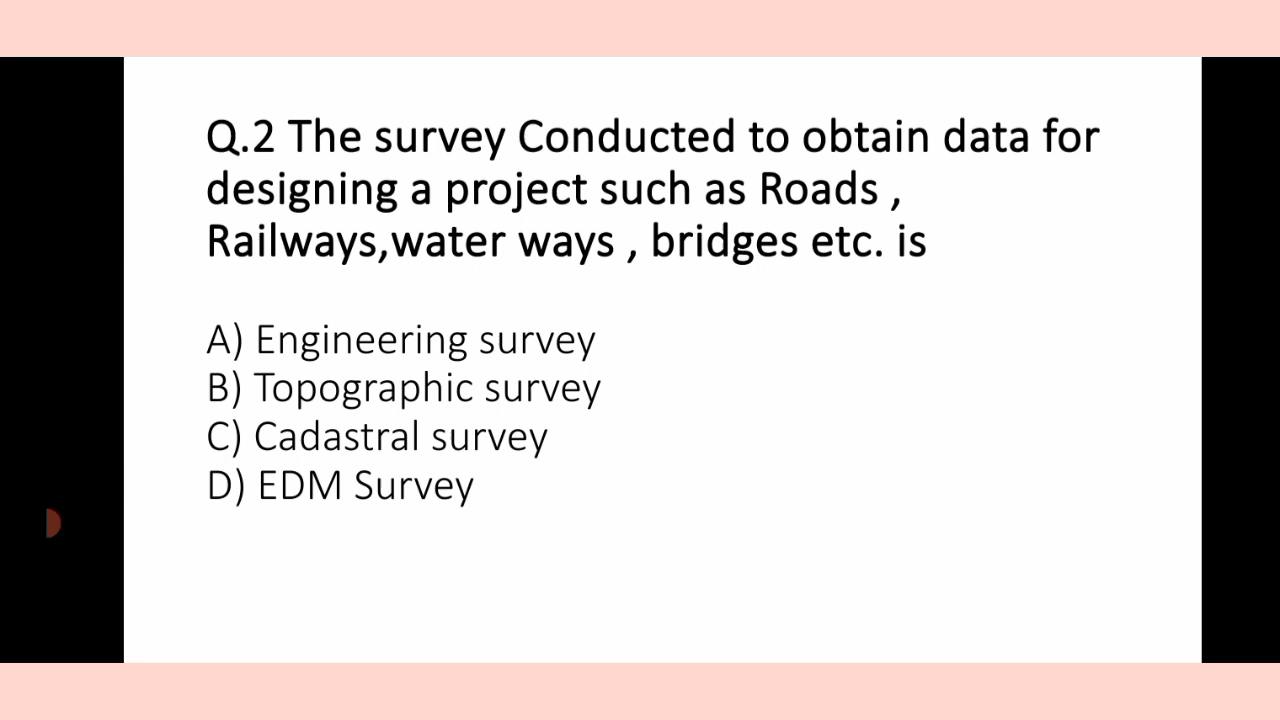 Q.2 The survey Conducted to obtain data for
designing a project such as Roads ,
Railways,water ways , bridges etc. is
A) Engineering survey
B) Topographic survey
C) Cadastral survey
D) EDM Survey